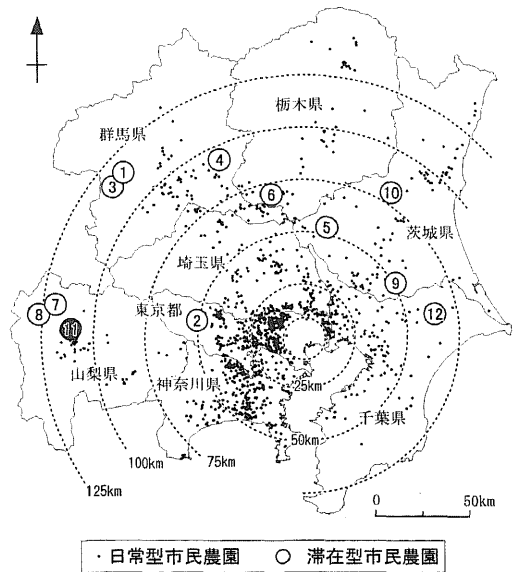 栃木県
群馬県
①
④
③
⑥
⑩
⑤
茨城県
埼玉県
⑨
⑦
⑧
東京都
②
⑫
⑪
山梨県
神奈川県
25km
千葉県
50km
100km
75km
125km
0 50km
・日常型市民農園 ○ 滞在型市民農園